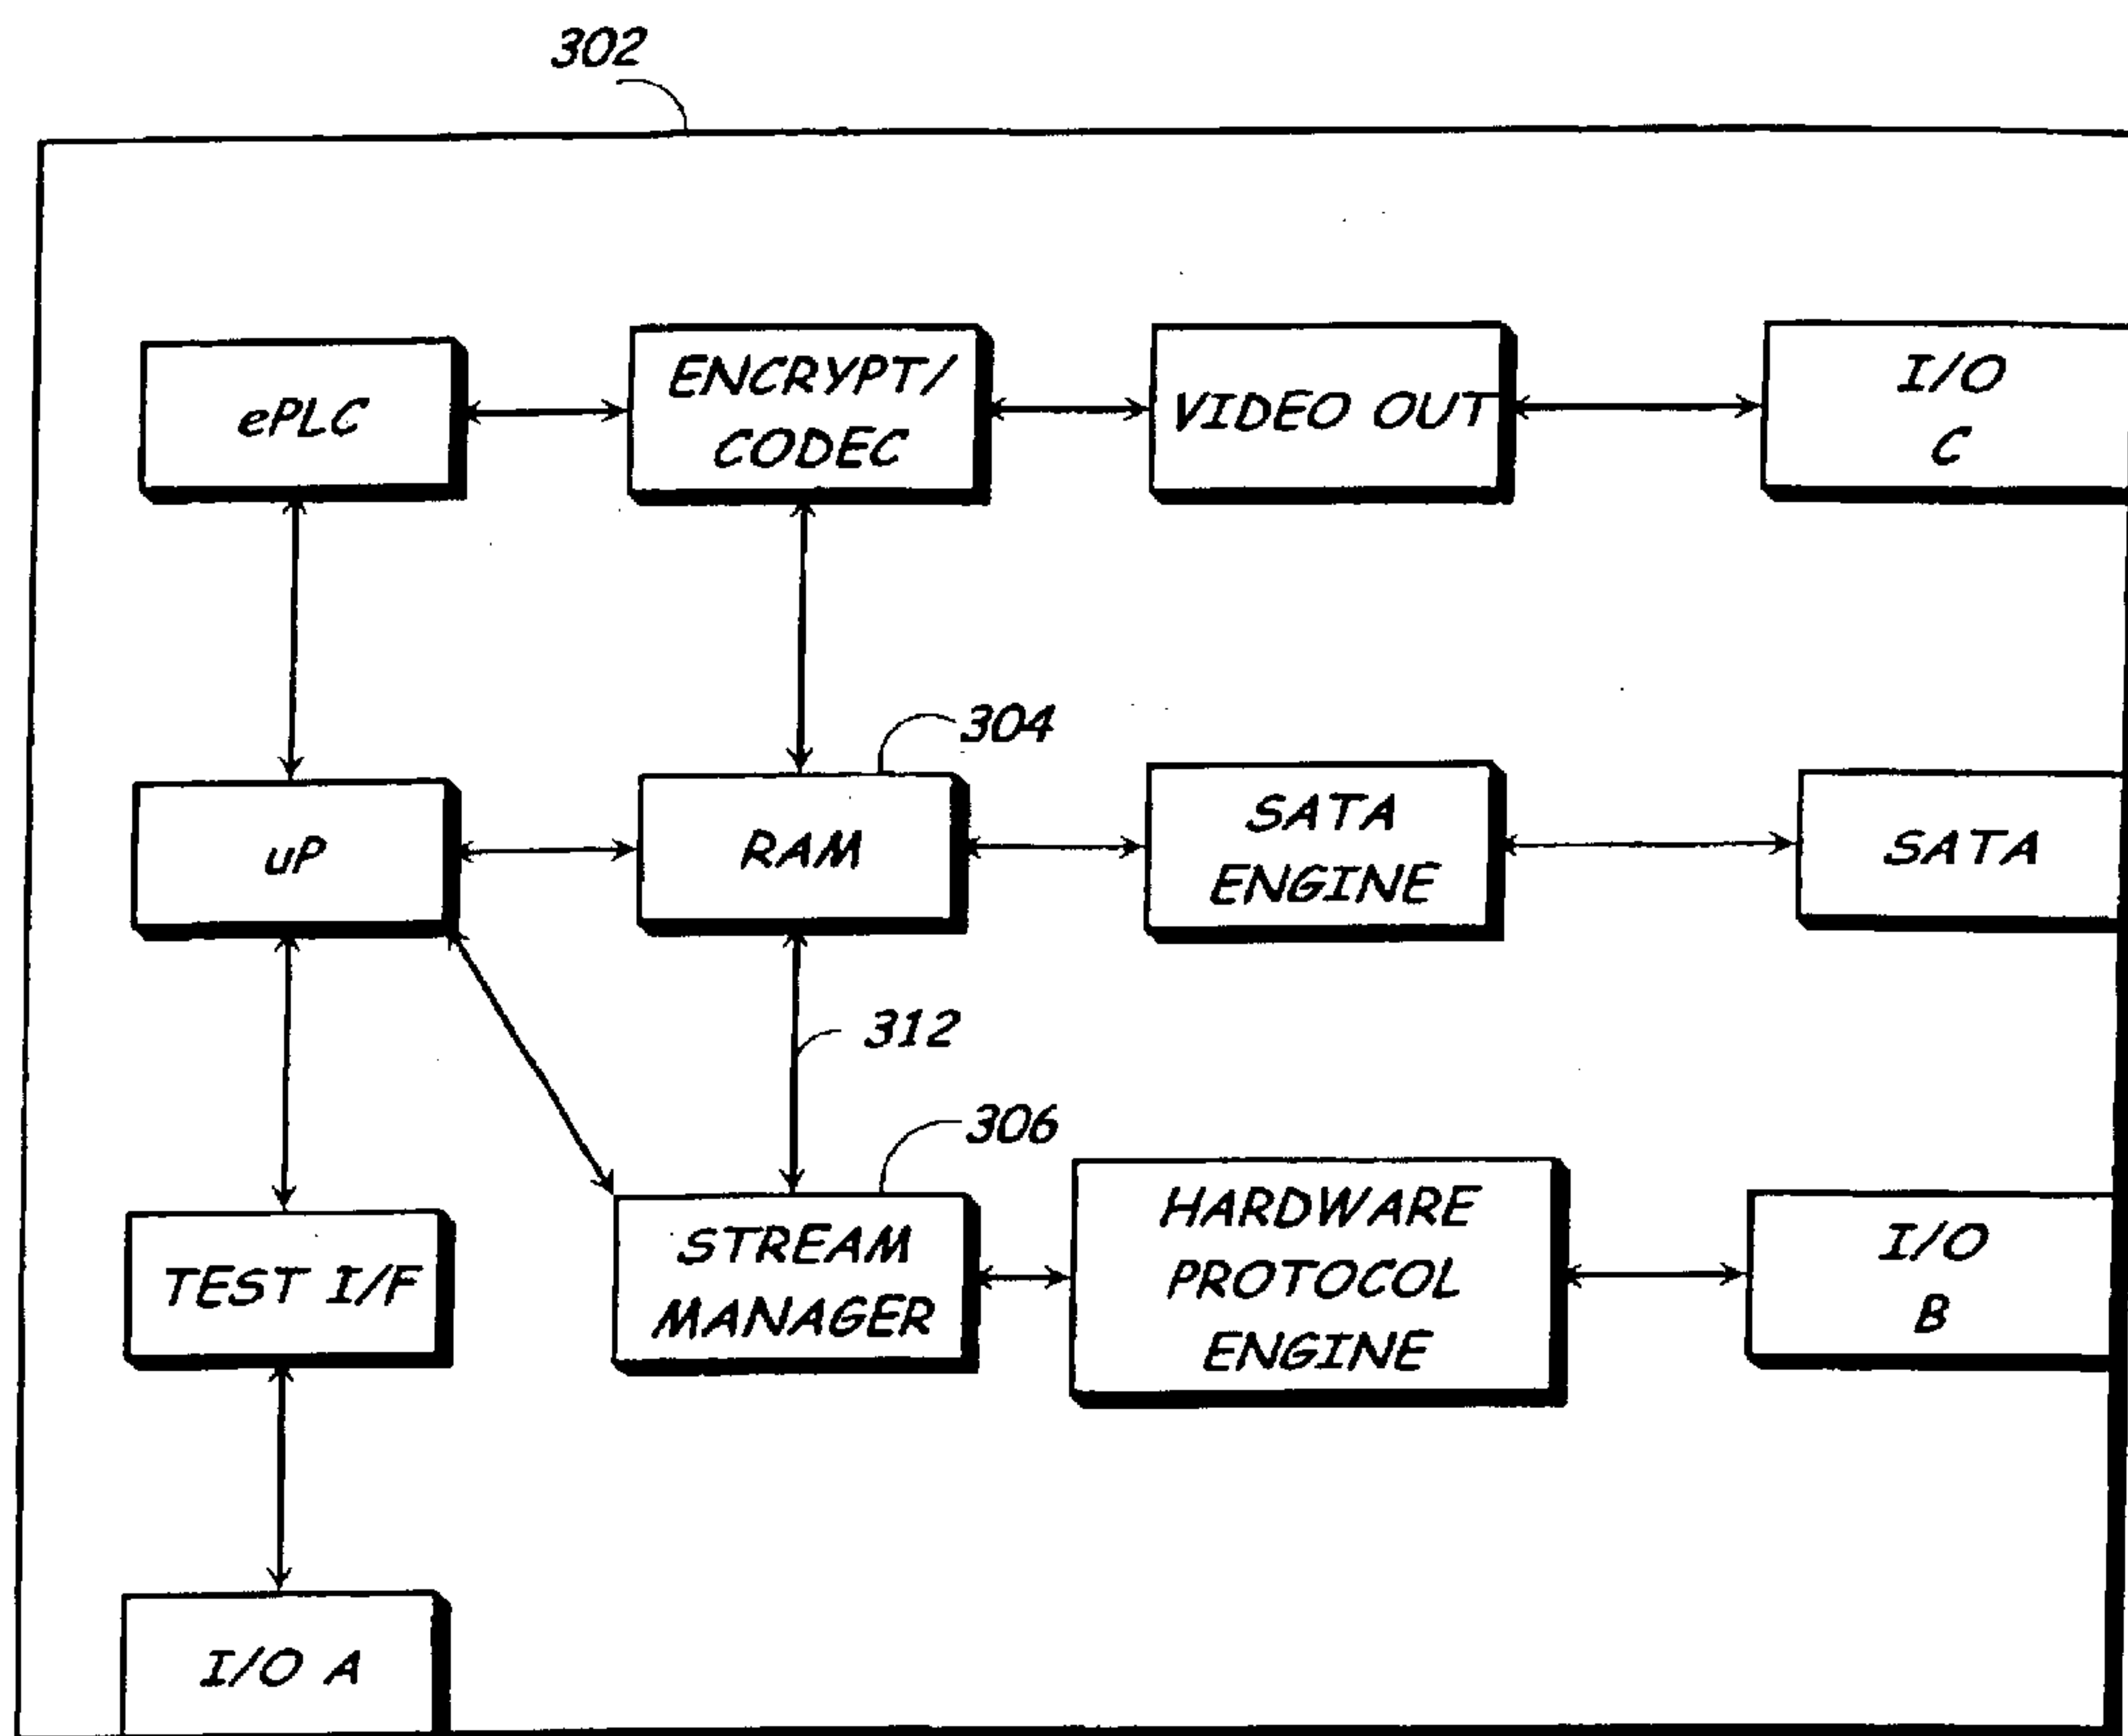 302
ePLC
ENCRYPT/
CODEC
VIDEO OUT
I/O
C
304
uP
RAM
SATA
ENGINE
SATA
312
306
TEST I/F
STREAM
MANAGER
HARDWARE
PROTOCOL
ENGINE
I/O
B
I/O A